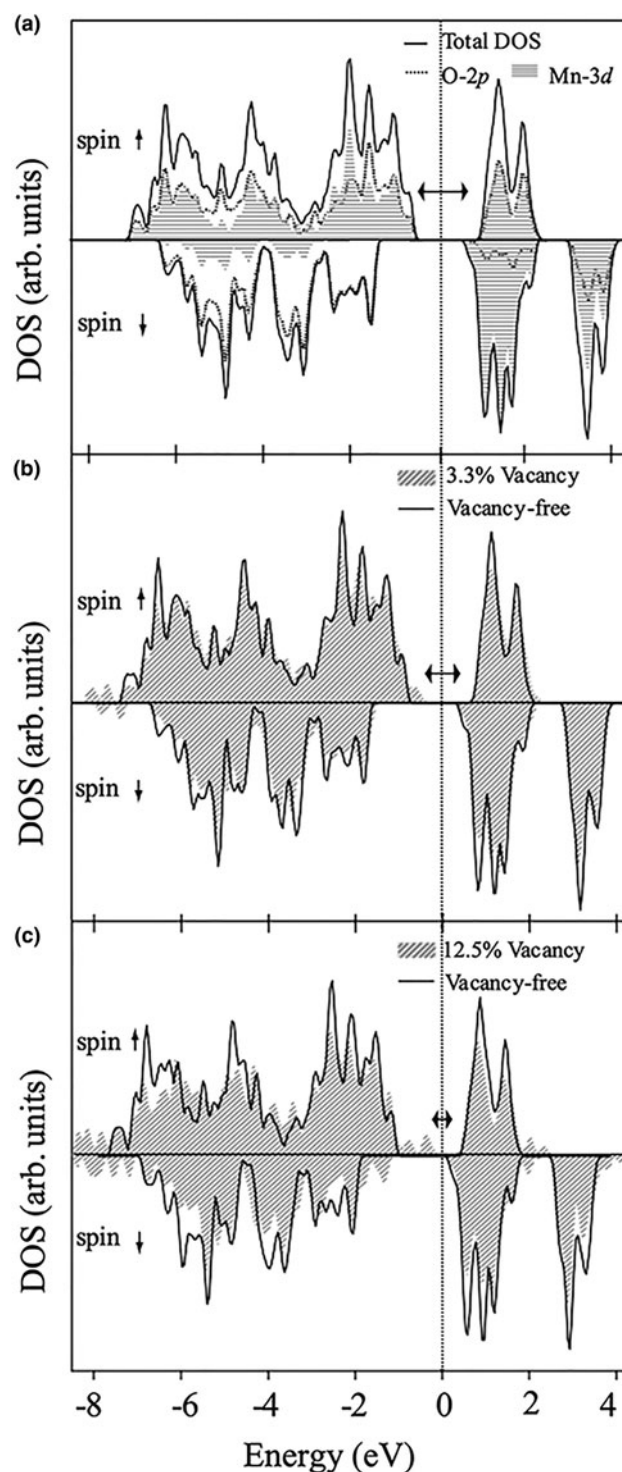 (a)
Total DOS
O-2p Mn-3d
spin ↑
spin ↓
DOS (arb. units)
(b)
3.3% Vacancy
Vacancy-free
spin ↑
spin ↓
DOS (arb. units)
(c)
12.5% Vacancy
Vacancy-free
spin ↑
spin ↓
DOS (arb. units)
-8 -6 -4 -2 0 2 4
Energy (eV)